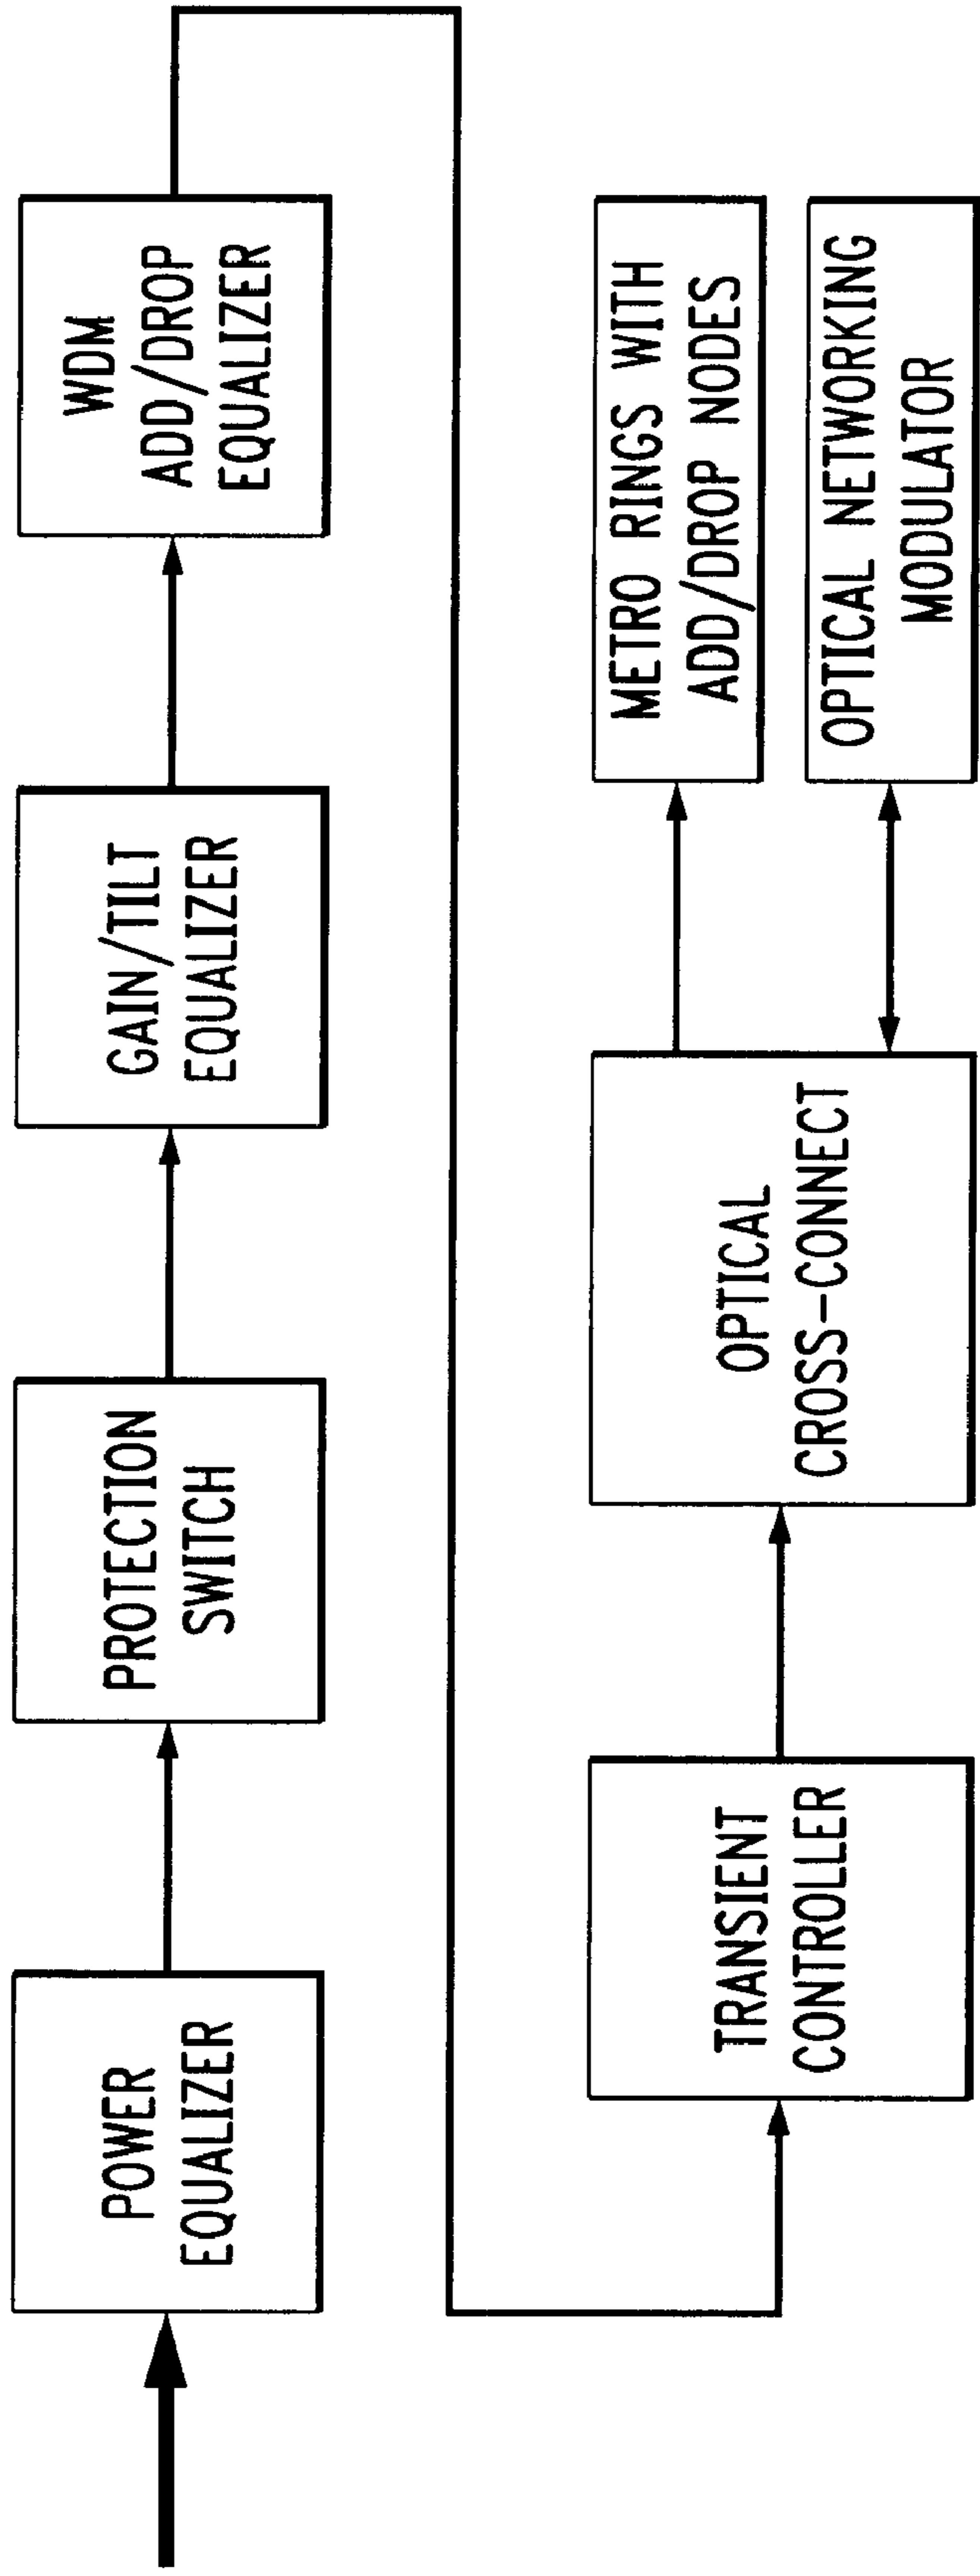 POWER
EQUALIZER
PROTECTION
SWITCH
GAIN/TILT
EQUALIZER
WDM
ADD/DROP
EQUALIZER
TRANSIENT
CONTROLLER
OPTICAL
CROSS-CONNECT
METRO RINGS WITH
ADD/DROP NODES
OPTICAL NETWORKING
MODULATOR